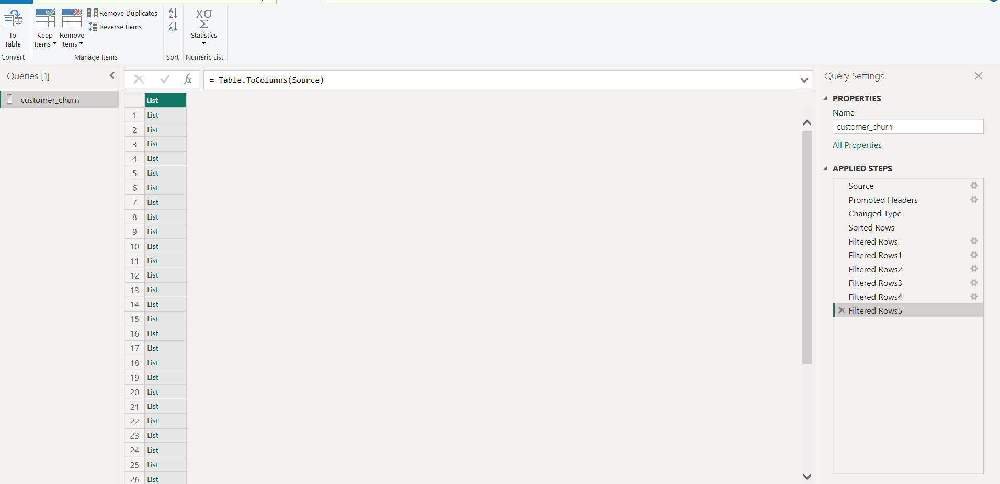 To
Table
Convert
Keep
Items
Remove
Items
Remove Duplicates
Reverse Items
Manage Items
A
Z
Z
A
Sort
X̅σ
Σ
Statistics
Numeric List
Queries [1]
customer_churn
fx
= Table.ToColumns(Source)
List
1 List
2 List
3 List
4 List
5 List
6 List
7 List
8 List
9 List
10 List
11 List
12 List
13 List
14 List
15 List
16 List
17 List
18 List
19 List
20 List
21 List
22 List
23 List
24 List
25 List
26 List
Query Settings
PROPERTIES
Name
customer_churn
All Properties
APPLIED STEPS
Source
Promoted Headers
Changed Type
Sorted Rows
Filtered Rows
Filtered Rows1
Filtered Rows2
Filtered Rows3
Filtered Rows4
Filtered Rows5